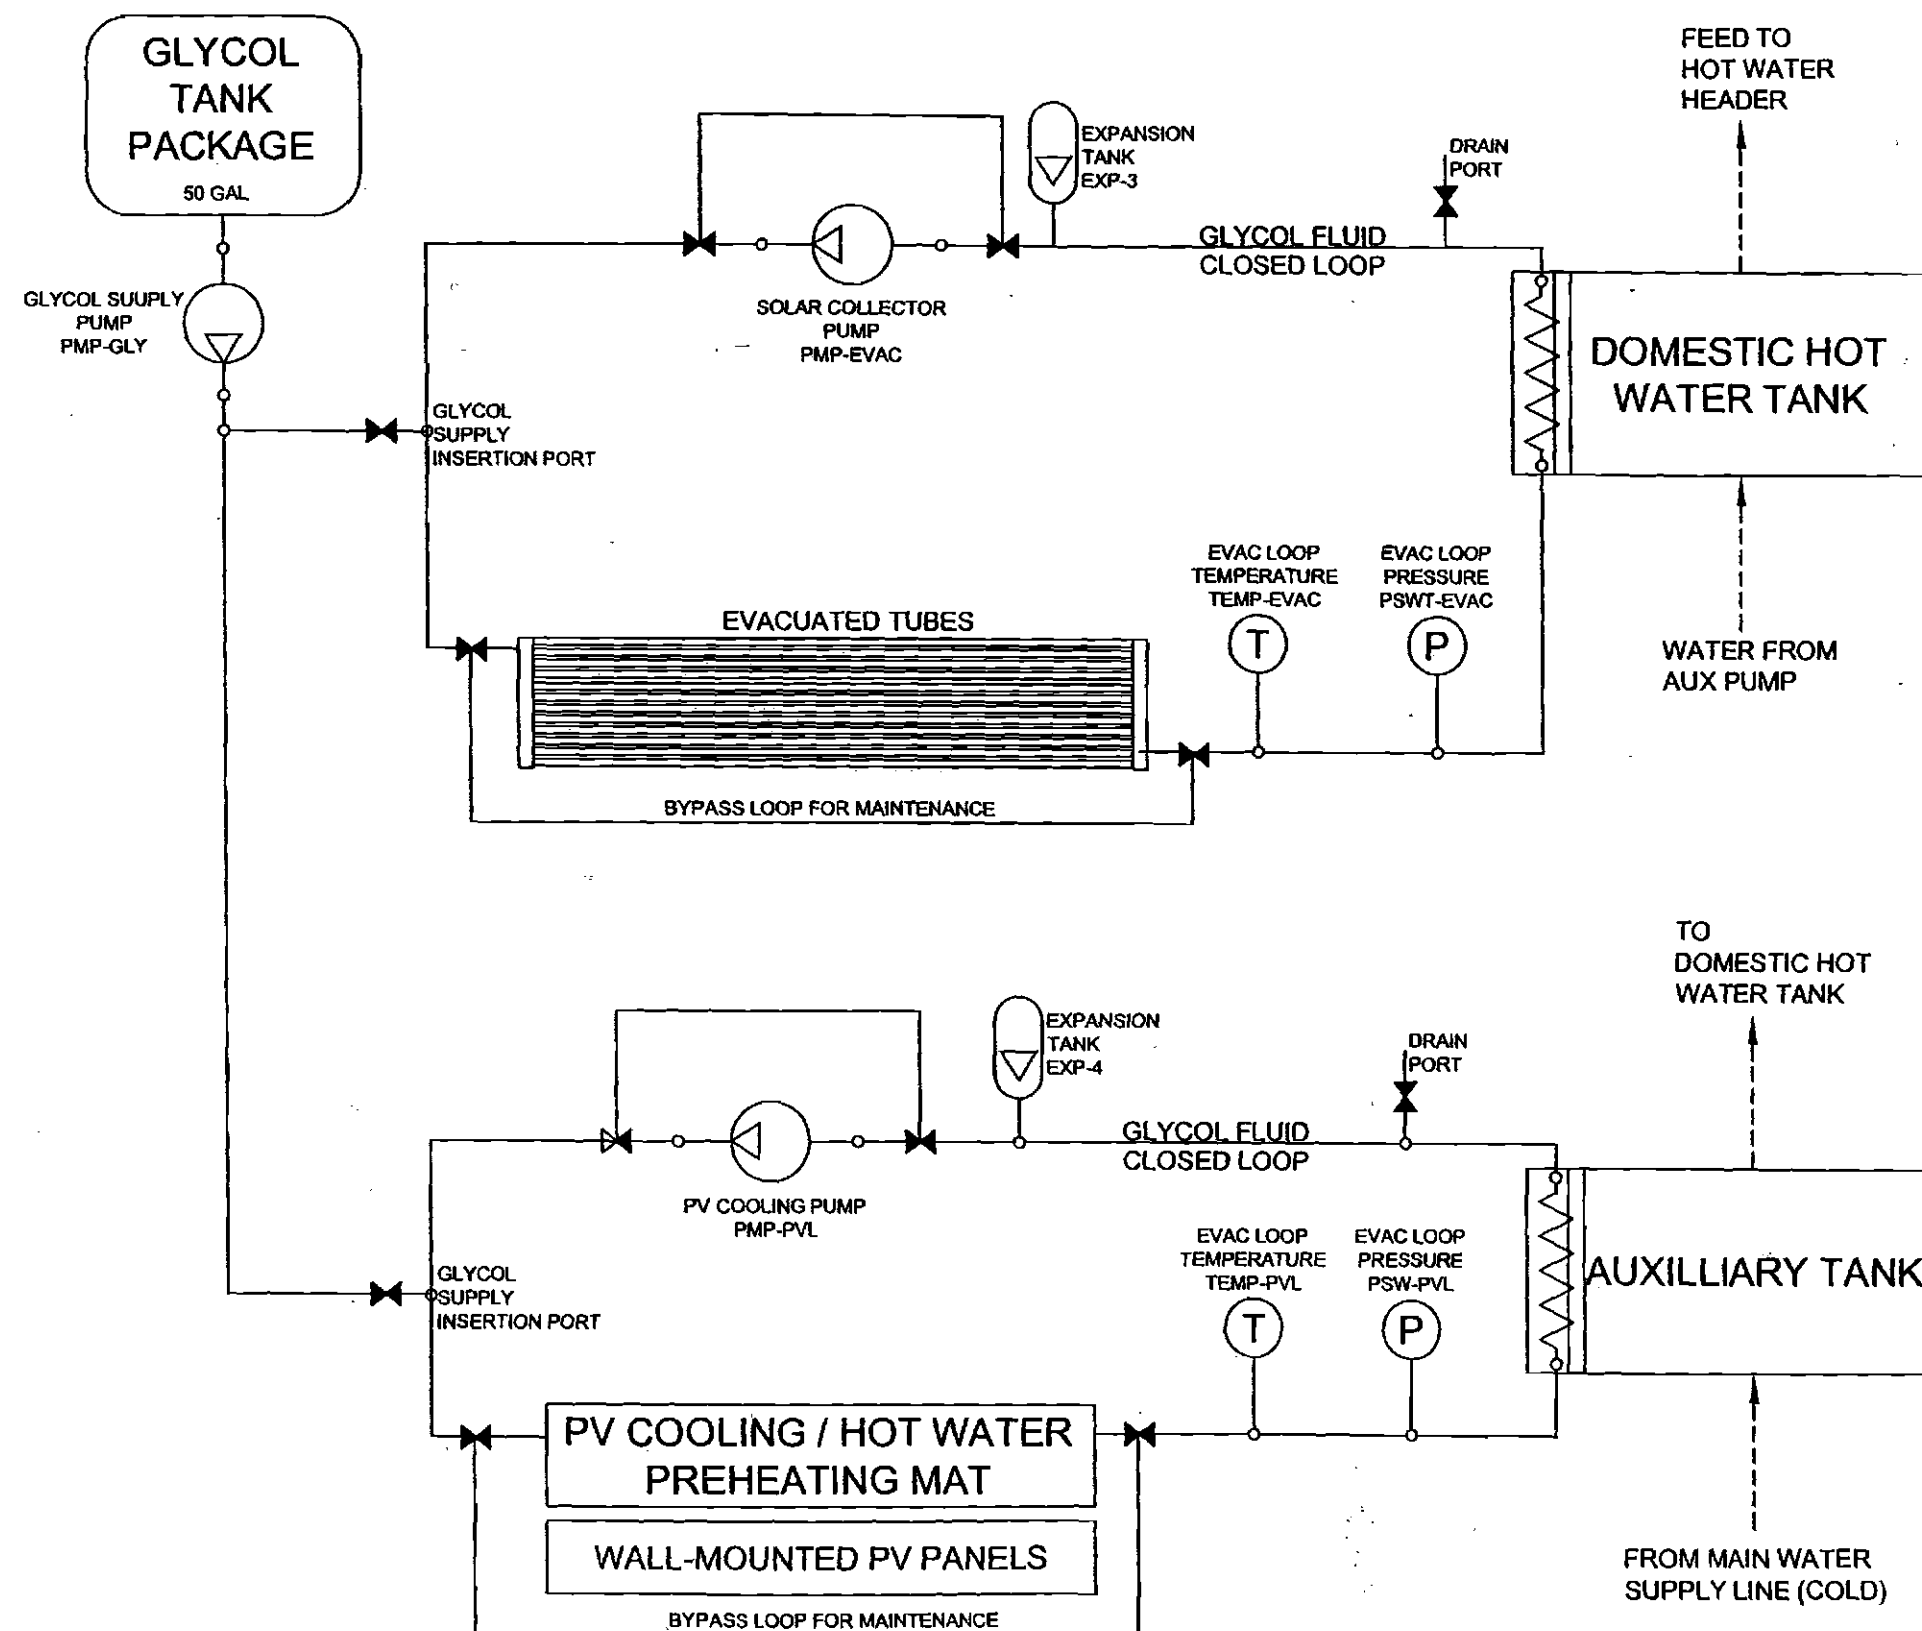 GLYCOL
TANK
PACKAGE
50 GAL
FEED TO
HOT WATER
HEADER
EXPANSION
TANK
EXP-3
DRAIN
PORT
GLYCOL FLUID
CLOSED LOOP
GLYCOL SUUPLY
PUMP
PMP-GLY
SOLAR COLLECTOR
PUMP
PMP-EVAC
DOMESTIC HOT
WATER TANK
GLYCOL
SUPPLY
INSERTION PORT
EVAC LOOP
TEMPERATURE
TEMP-EVAC
EVAC LOOP
PRESSURE
PSWT-EVAC
EVACUATED TUBES
T
P
WATER FROM
AUX PUMP
BYPASS LOOP FOR MAINTENANCE
TO
DOMESTIC HOT
WATER TANK
EXPANSION
TANK
EXP-4
DRAIN
PORT
GLYCOL FLUID
CLOSED LOOP
PV COOLING PUMP
PMP-PVL
GLYCOL
SUPPLY
INSERTION PORT
EVAC LOOP
TEMPERATURE
TEMP-PVL
EVAC LOOP
PRESSURE
PSW-PVL
T
P
AUXILLIARY TANK
PV COOLING / HOT WATER
PREHEATING MAT
WALL-MOUNTED PV PANELS
BYPASS LOOP FOR MAINTENANCE
FROM MAIN WATER
SUPPLY LINE (COLD)